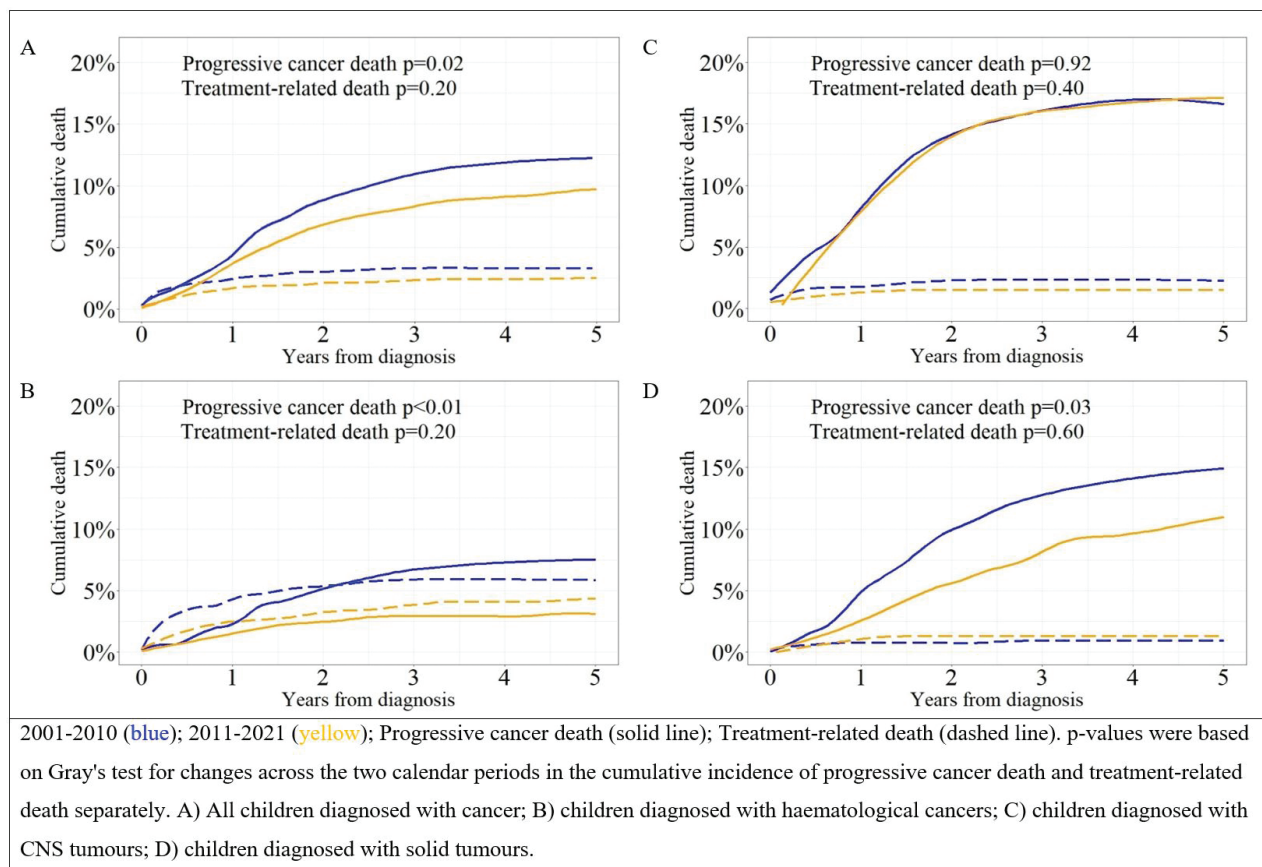 A
20%
15%
10%
5%
0%
Cumulative death
Progressive cancer death p=0.02
Treatment-related death p=0.20
0 1 2 3 4 5
Years from diagnosis
C
20%
15%
10%
5%
0%
Cumulative death
Progressive cancer death p=0.92
Treatment-related death p=0.40
0 1 2 3 4 5
Years from diagnosis
B
20%
15%
10%
5%
0%
Cumulative death
Progressive cancer death p<0.01
Treatment-related death p=0.20
0 1 2 3 4 5
Years from diagnosis
D
20%
15%
10%
5%
0%
Cumulative death
Progressive cancer death p=0.03
Treatment-related death p=0.60
0 1 2 3 4 5
Years from diagnosis
2001-2010 (blue); 2011-2021 (yellow); Progressive cancer death (solid line); Treatment-related death (dashed line). p-values were based
on Gray's test for changes across the two calendar periods in the cumulative incidence of progressive cancer death and treatment-related
death separately. A) All children diagnosed with cancer; B) children diagnosed with haematological cancers; C) children diagnosed with
CNS tumours; D) children diagnosed with solid tumours.